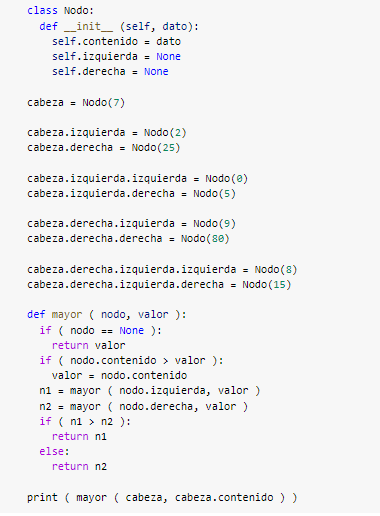 class Nodo:
  def __init__ (self, dato):
    self.contenido = dato
    self.izquierda = None
    self.derecha = None

cabeza = Nodo(7)

cabeza.izquierda = Nodo(2)
cabeza.derecha = Nodo(25)

cabeza.izquierda.izquierda = Nodo(0)
cabeza.izquierda.derecha = Nodo(5)

cabeza.derecha.izquierda = Nodo(9)
cabeza.derecha.derecha = Nodo(80)

cabeza.derecha.izquierda.izquierda = Nodo(8)
cabeza.derecha.izquierda.derecha = Nodo(15)

def mayor ( nodo, valor ):
  if ( nodo == None ):
    return valor
  if ( nodo.contenido > valor ):
    valor = nodo.contenido
  n1 = mayor ( nodo.izquierda, valor )
  n2 = mayor ( nodo.derecha, valor )
  if ( n1 > n2 ):
    return n1
  else:
    return n2

print ( mayor ( cabeza, cabeza.contenido ) )